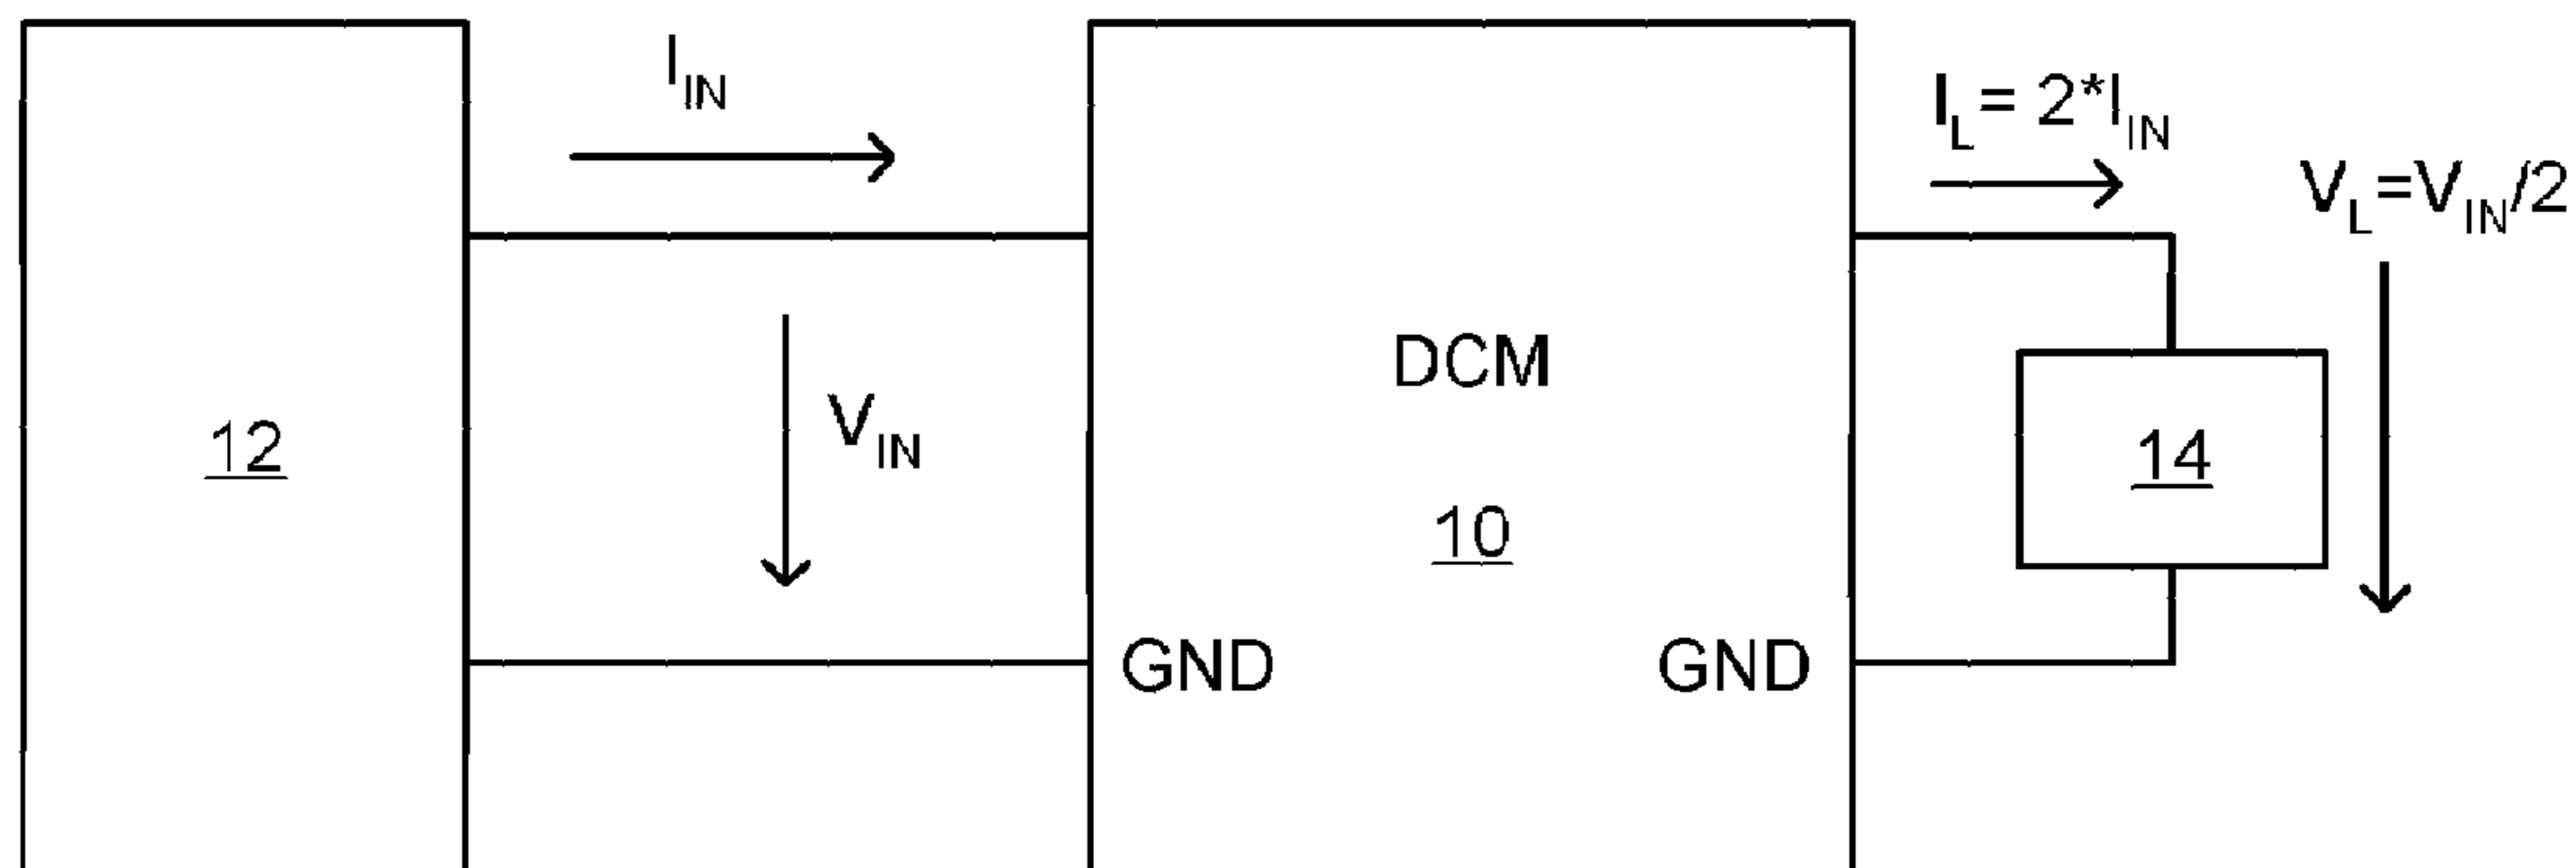 I_IN
I_L= 2*I_IN
V_L=V_IN/2
DCM
V_IN
12
14
10
GND
GND